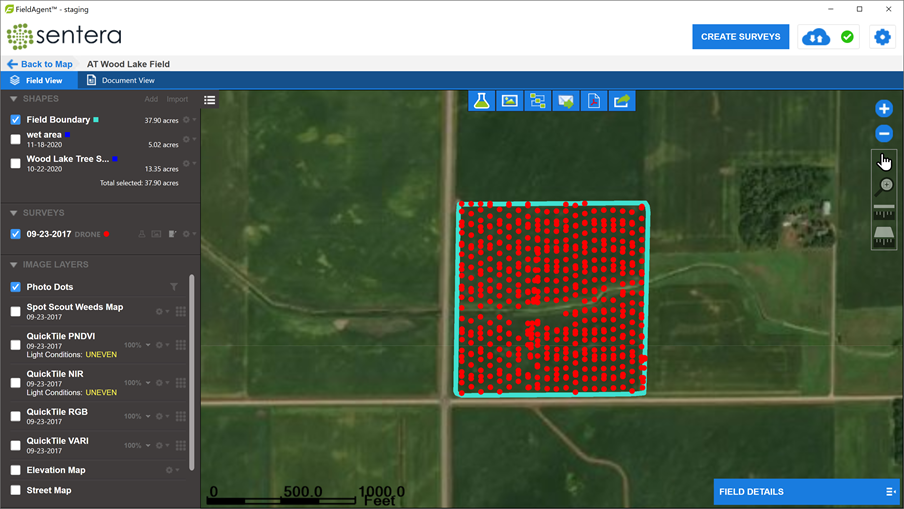 FieldAgent™ - staging
sentera
CREATE SURVEYS
Back to Map
AT Wood Lake Field
Field View
Document View
SHAPES
Add
Import
Field Boundary
37.90 acres
wet area
11-18-2020
5.02 acres
Wood Lake Tree S...
10-22-2020
13.35 acres
Total selected: 37.90 acres
SURVEYS
09-23-2017 DRONE
IMAGE LAYERS
Photo Dots
Spot Scout Weeds Map
09-23-2017
QuickTile PNDVI
09-23-2017
100%
Light Conditions: UNEVEN
QuickTile NIR
09-23-2017
100%
Light Conditions: UNEVEN
QuickTile RGB
09-23-2017
100%
QuickTile VARI
09-23-2017
100%
Elevation Map
Street Map
0 500.0 1000.0
Feet
FIELD DETAILS